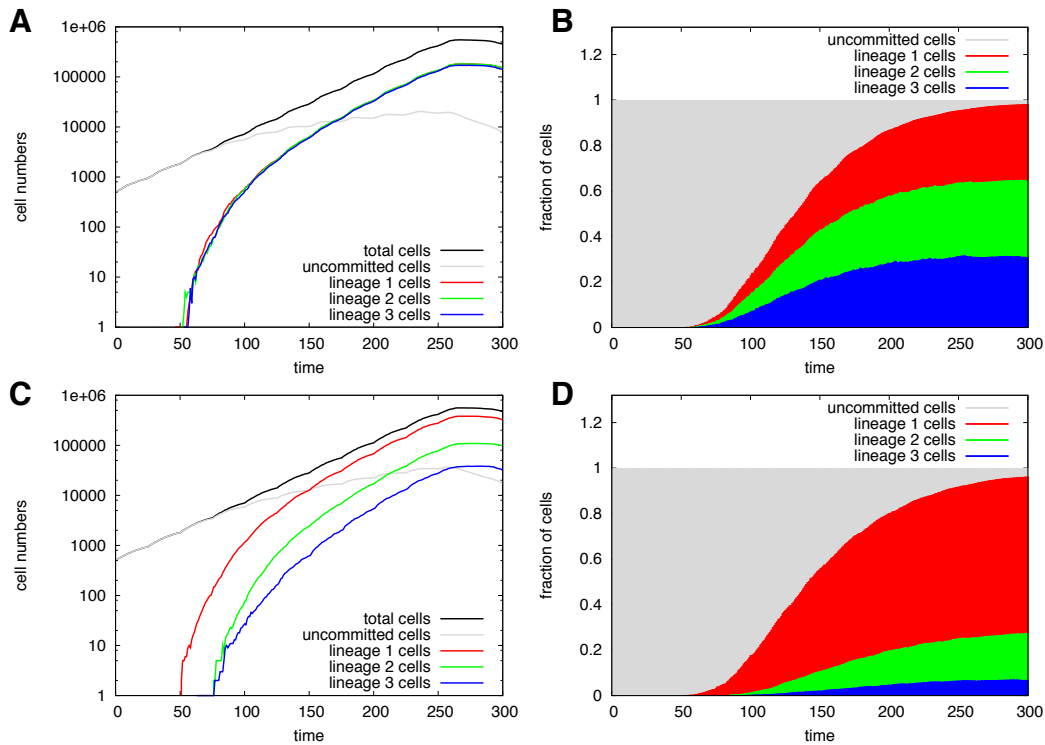 A
1e+06
100000
10000
1000
100
10
1
cell numbers
total cells
uncommitted cells
lineage 1 cells
lineage 2 cells
lineage 3 cells
0 50 100 150 200 250 300
time
B
1.2
1
0.8
0.6
0.4
0.2
0
fraction of cells
uncommitted cells
lineage 1 cells
lineage 2 cells
lineage 3 cells
0 50 100 150 200 250 300
time
C
1e+06
100000
10000
1000
100
10
1
cell numbers
total cells
uncommitted cells
lineage 1 cells
lineage 2 cells
lineage 3 cells
0 50 100 150 200 250 300
time
D
1.2
1
0.8
0.6
0.4
0.2
0
fraction of cells
uncommitted cells
lineage 1 cells
lineage 2 cells
lineage 3 cells
0 50 100 150 200 250 300
time